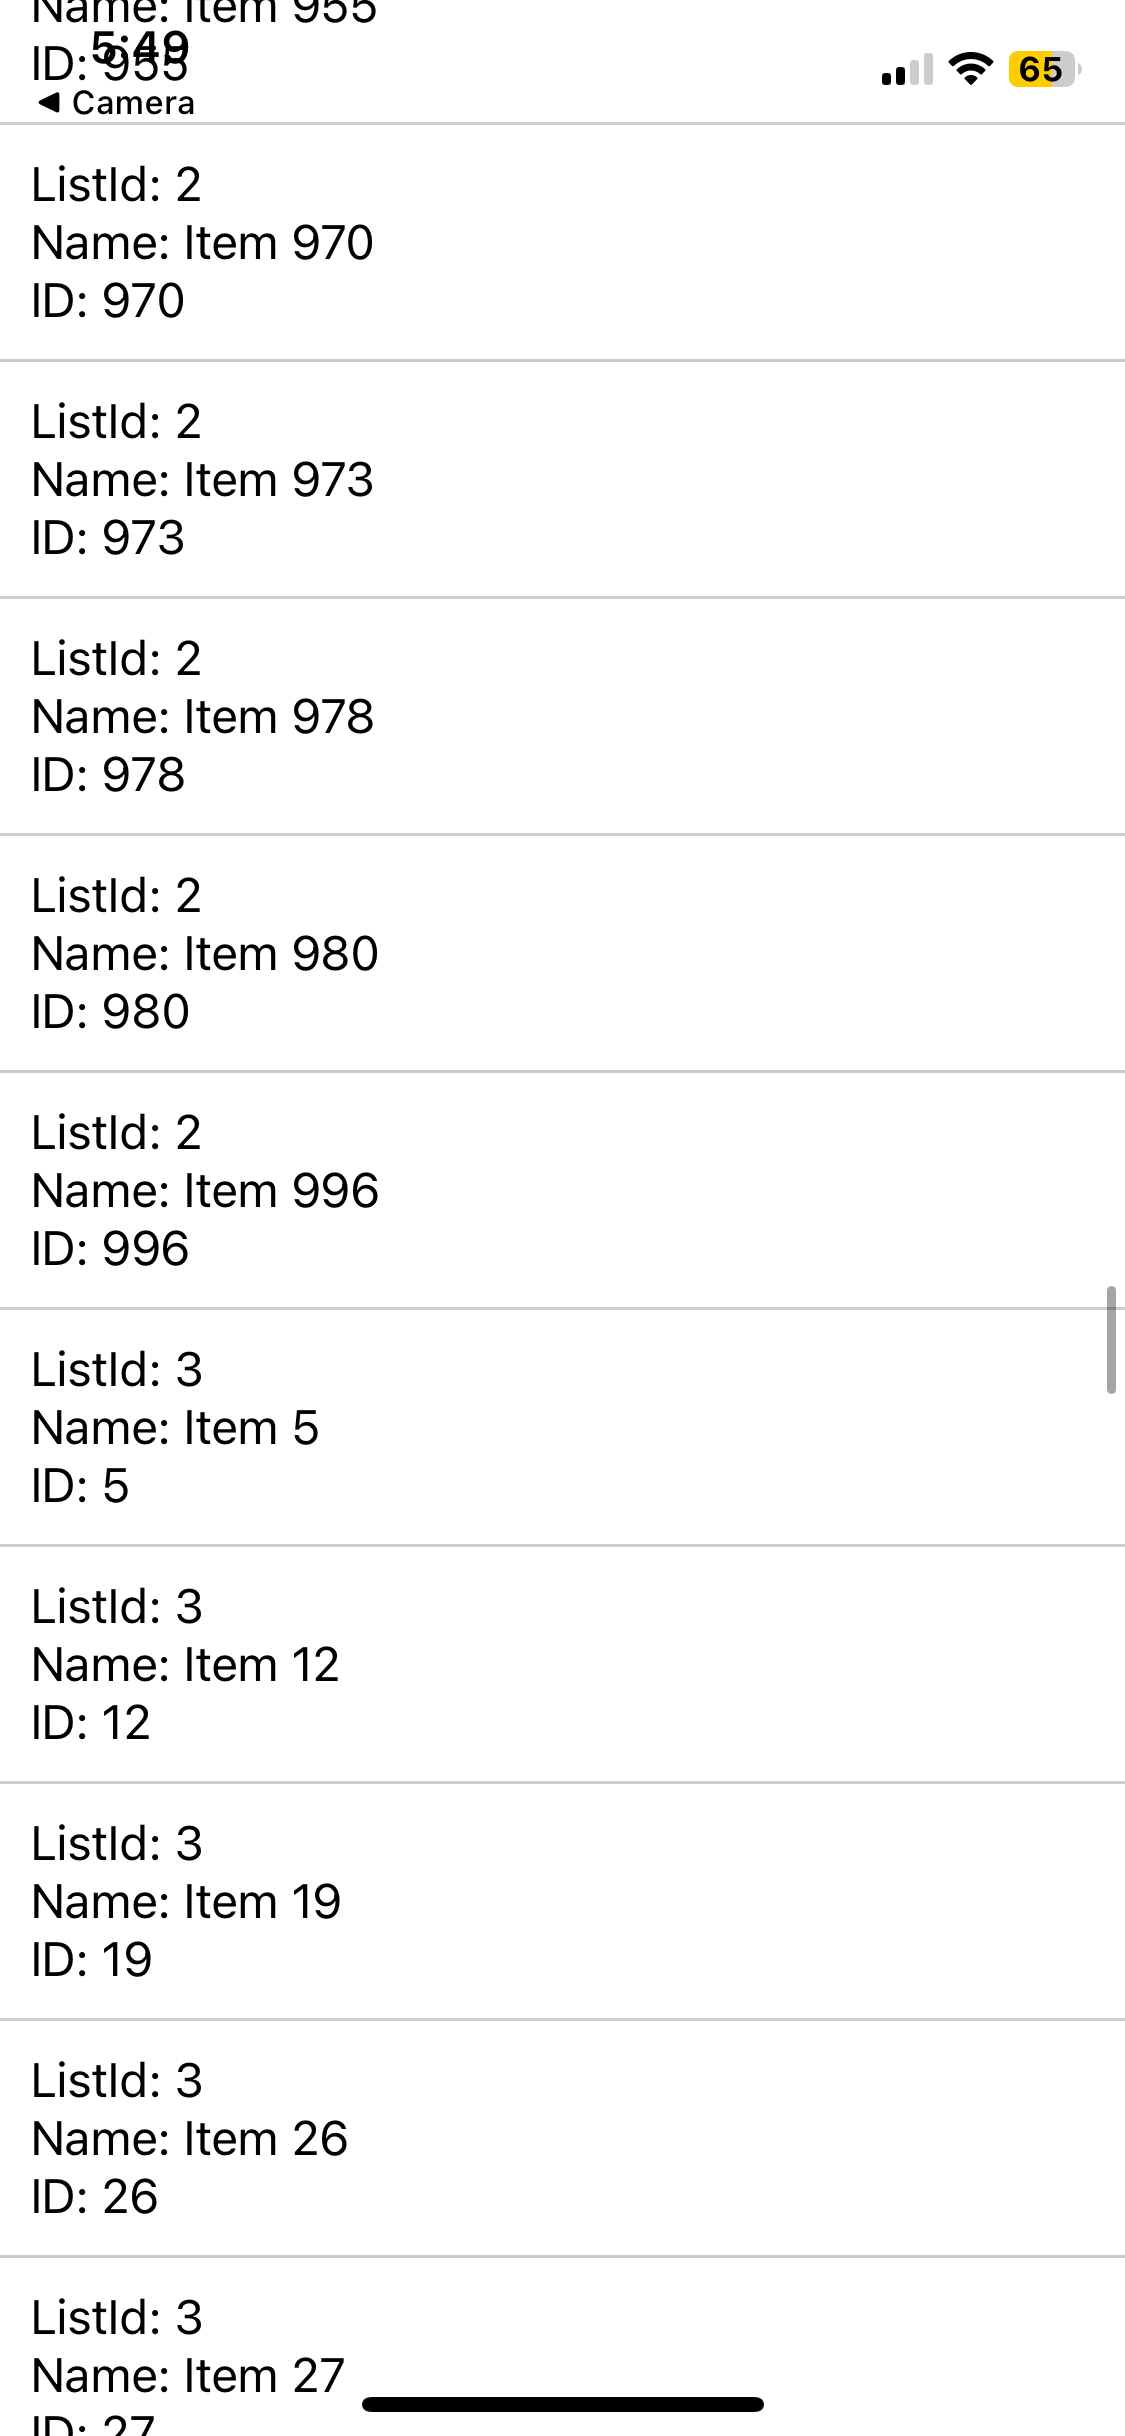 Name: Item 955
5:49
ID: 955
◀ Camera
65
ListId: 2
Name: Item 970
ID: 970
ListId: 2
Name: Item 973
ID: 973
ListId: 2
Name: Item 978
ID: 978
ListId: 2
Name: Item 980
ID: 980
ListId: 2
Name: Item 996
ID: 996
ListId: 3
Name: Item 5
ID: 5
ListId: 3
Name: Item 12
ID: 12
ListId: 3
Name: Item 19
ID: 19
ListId: 3
Name: Item 26
ID: 26
ListId: 3
Name: Item 27
ID: 27